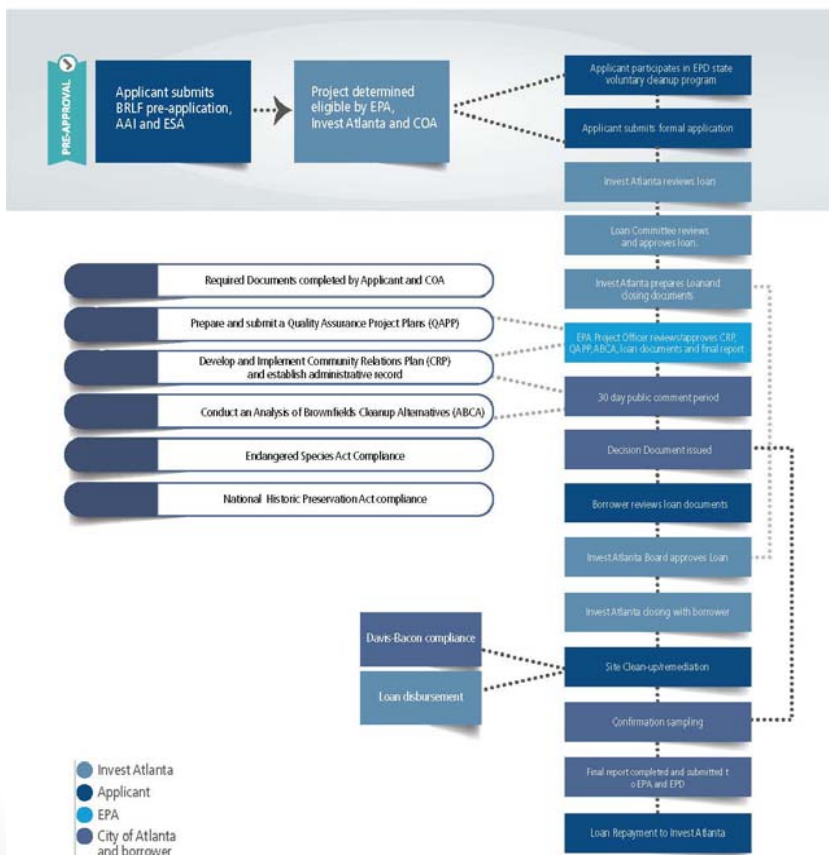 PRE-APPROVAL
Applicant submits
BRLF pre-application,
AAI and ESA
Project determined
eligible by EPA,
Invest Atlanta and COA
Applicant participates in EPD state
voluntary cleanup program
Applicant submits formal application
Invest Atlanta reviews loan
Loan Committee reviews
and approves loan.
Invest Atlanta prepares Loanand
closing documents
EPA Project Officer reviews/approves CRP,
QAPP, ABCA, loan documents and final report
30 day public comment period
Decision Document issued
Borrower reviews loan documents
Invest Atlanta Board approves Loan
Invest Atlanta closing with borrower
Site Clean-up/remediation
Confirmation sampling
Final report completed and submitted t
o EPA and EPD
Loan Repayment to Invest Atlanta
Required Documents completed by Applicant and COA
Prepare and submit a Quality Assurance Project Plans (QAPP)
Develop and Implement Community Relations Plan (CRP)
and establish administrative record
Conduct an Analysis of Brownfields Cleanup Alternatives (ABCA)
Endangered Species Act Compliance
National Historic Preservation Act compliance
Davis-Bacon compliance
Loan disbursement
Invest Atlanta
Applicant
EPA
City of Atlanta
and borrower